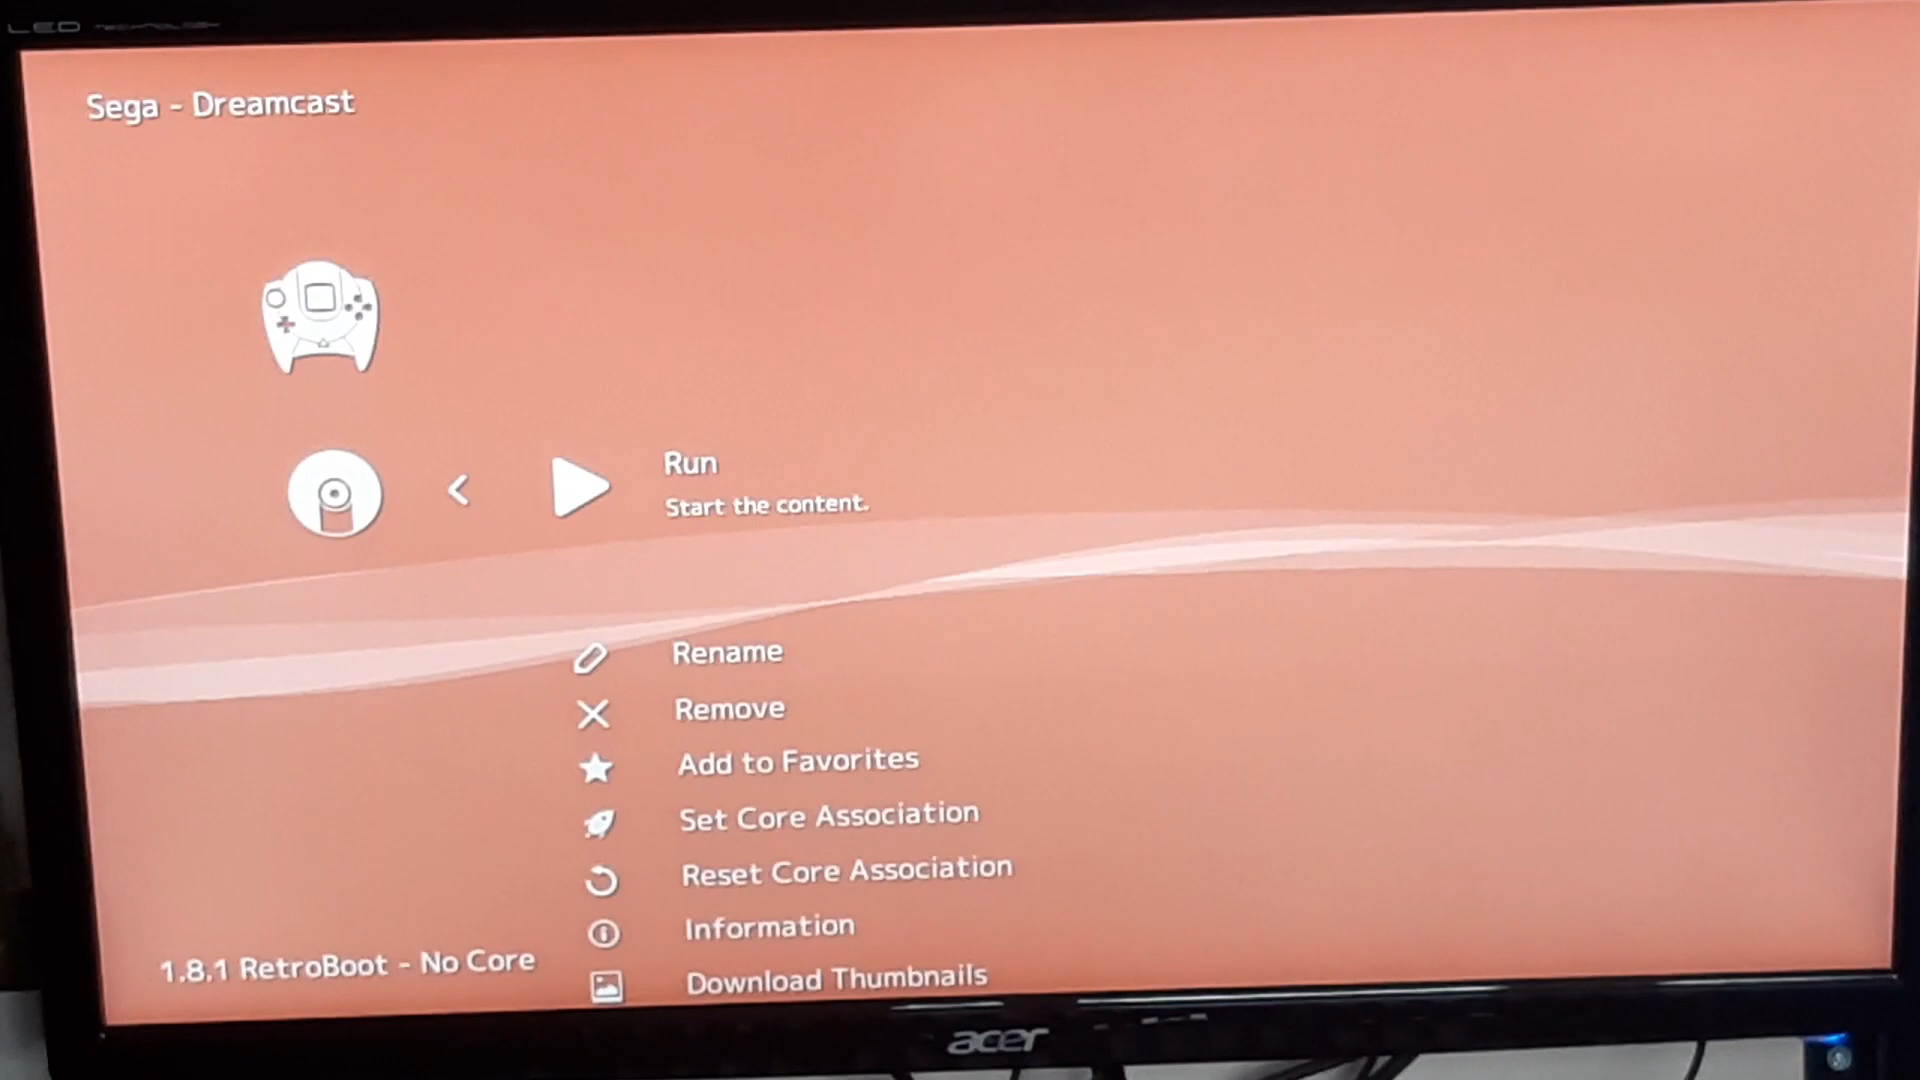 LED
Sega - Dreamcast
Run
Start the content.
Rename
Remove
Add to Favorites
Set Core Association
Reset Core Association
Information
1.8.1 RetroBoot - No Core
Download Thumbnails
acer